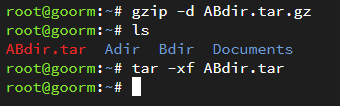 root@goorm:~# gzip -d ABdir.tar.gz
root@goorm:~# ls
ABdir.tar  Adir  Bdir  Documents
root@goorm:~# tar -xf ABdir.tar
root@goorm:~#